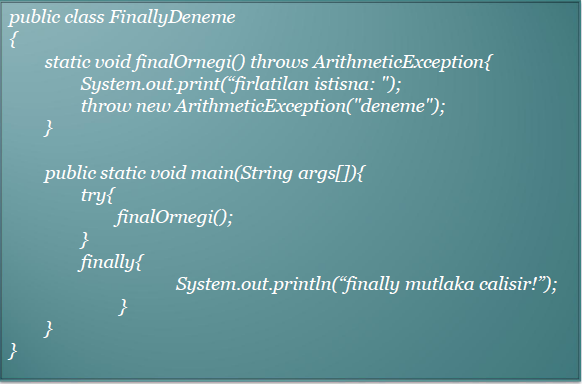 public class FinallyDeneme
{
static void finalOrnegi() throws ArithmeticException{
System.out.print(“firlatilan istisna: ");
throw new ArithmeticException("deneme");
}
public static void main(String args[]){
try{
finalOrnegi();
}
finally{
System.out.println(“finally mutlaka calisir!”);
}
}
}